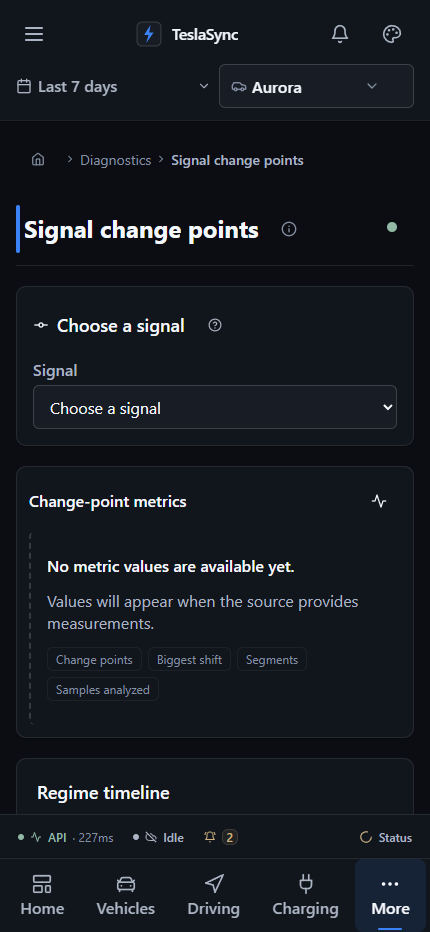 TeslaSync
Last 7 days
Aurora
Diagnostics
Signal change points
Signal change points
Choose a signal
Signal
Choose a signal
Change-point metrics
No metric values are available yet.
Values will appear when the source provides
measurements.
Change points
Biggest shift
Segments
Samples analyzed
Regime timeline
API · 227ms
Idle
2
Status
Home
Vehicles
Driving
Charging
More